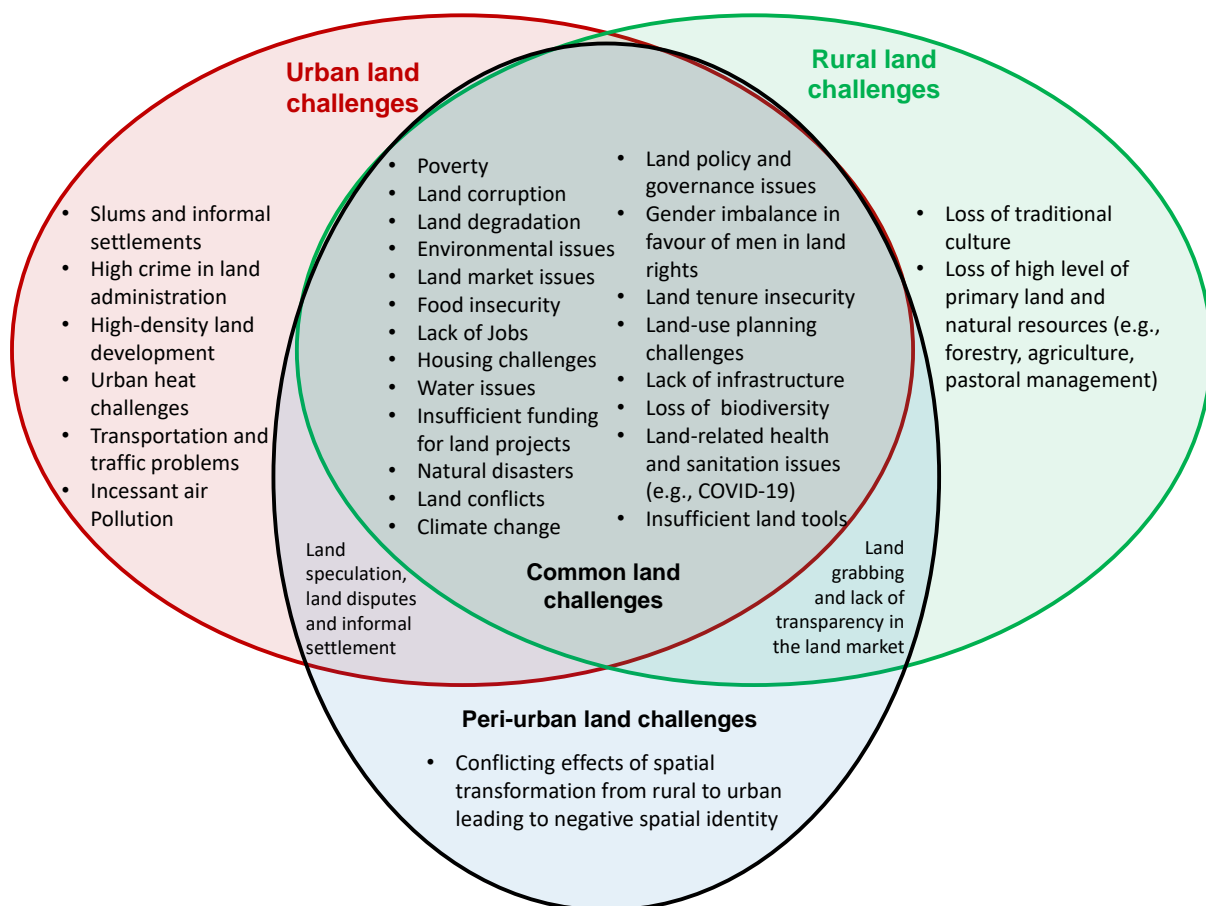 Urban land
challenges
Rural land
challenges
• Slums and informal
settlements
• High crime in land
administration
• High-density land
development
• Urban heat
challenges
• Transportation and
traffic problems
• Incessant air
Pollution
• Poverty
• Land corruption
• Land degradation
• Environmental issues
• Land market issues
• Food insecurity
• Lack of Jobs
• Housing challenges
• Water issues
• Insufficient funding
for land projects
• Natural disasters
• Land conflicts
• Climate change
• Land policy and
governance issues
• Gender imbalance in
favour of men in land
rights
• Land tenure insecurity
• Land-use planning
challenges
• Lack of infrastructure
• Loss of biodiversity
• Land-related health
and sanitation issues
(e.g., COVID-19)
• Insufficient land tools
• Loss of traditional
culture
• Loss of high level of
primary land and
natural resources (e.g.,
forestry, agriculture,
pastoral management)
Land
speculation,
land disputes
and informal
settlement
Common land
challenges
Land
grabbing
and lack of
transparency in
the land market
Peri-urban land challenges
• Conflicting effects of spatial
transformation from rural to urban
leading to negative spatial identity